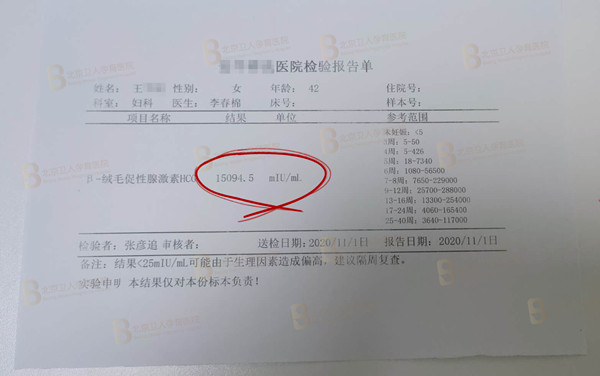 医院检验报告单
姓名: 王 性别: 女 年龄: 42 住院号:
科室: 妇科 医生: 李春棉 床号: 样本号:
项目名称 结果 单位 参考范围
未妊娠: <5
3周: 5-50
4周: 5-426
5周: 18-7340
6周: 1080-56500
7-8周: 7650-229000
9-12周: 25700-288000
13-16周: 13300-254000
17-24周: 4060-165400
25-40周: 3640-117000
β-绒毛促性腺激素HCG 15094.5 mIU/mL
检验者: 张彦追 审核者: 送检日期: 2020/11/1日 报告日期: 2020/11/1日
备注: 结果<25mIU/mL可能由于生理因素造成偏高。建议隔周复查。
实验申明 本结果仅对本份标本负责!